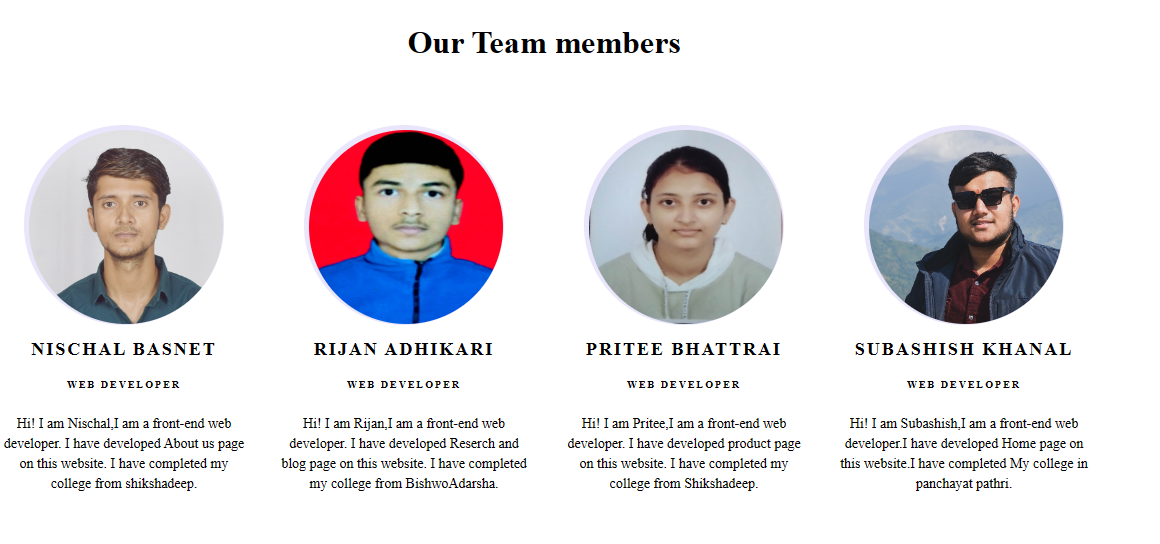 Our Team members
NISCHAL BASNET
WEB DEVELOPER
Hi! I am Nischal,I am a front-end web
developer. I have developed About us page
on this website. I have completed my
college from shikshadeep.
RIJAN ADHIKARI
WEB DEVELOPER
Hi! I am Rijan,I am a front-end web
developer. I have developed Reserch and
blog page on this website. I have completed
my college from BishwoAdarsha.
PRITEE BHATTRAI
WEB DEVELOPER
Hi! I am Pritee,I am a front-end web
developer. I have developed product page
on this website. I have completed my
college from Shikshadeep.
SUBASHISH KHANAL
WEB DEVELOPER
Hi! I am Subashish,I am a front-end web
developer.I have developed Home page on
this website.I have completed My college in
panchayat pathri.